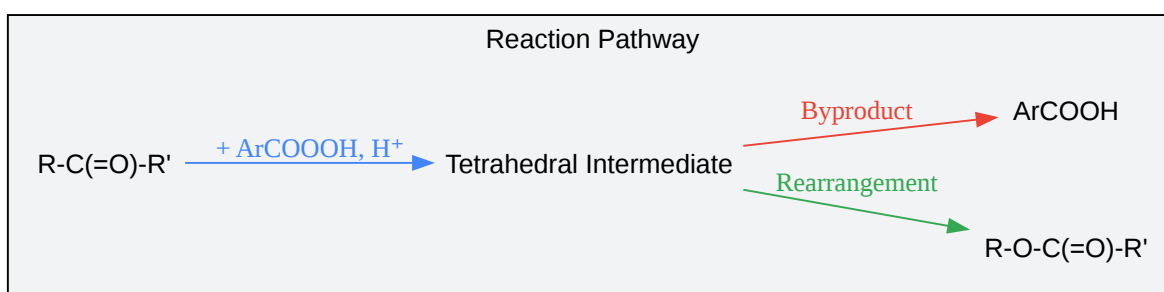 Reaction Pathway
R-C(=O)-R'
+ ArCOOOH, H⁺
Tetrahedral Intermediate
Byproduct
ArCOOH
Rearrangement
R-O-C(=O)-R'